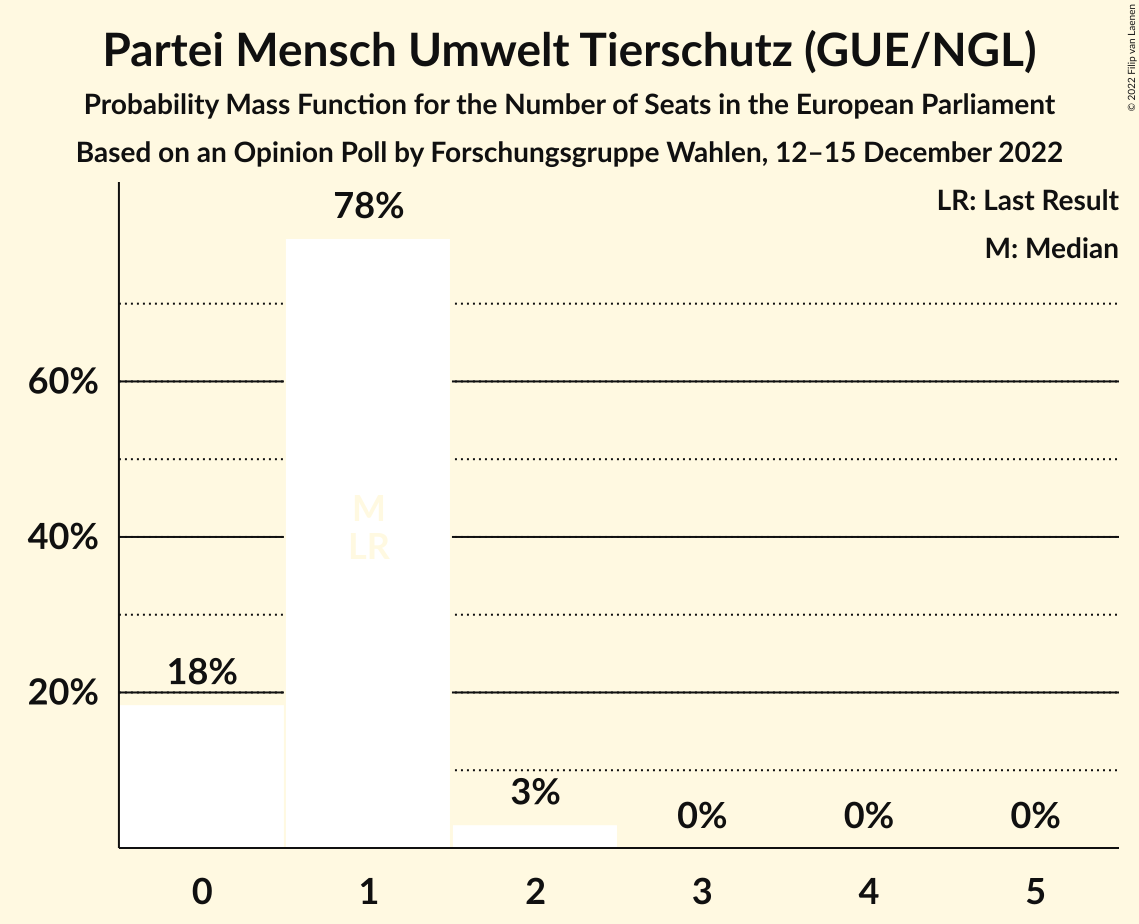 Partei Mensch Umwelt Tierschutz (GUE/NGL)
Probability Mass Function for the Number of Seats in the European Parliament
Based on an Opinion Poll by Forschungsgruppe Wahlen, 12–15 December 2022
© 2022 Filip van Laenen
LR: Last Result
M: Median
78%
60%
M
40%
LR
18%
20%
3%
0%
0%
0%
0
1
2
3
4
5